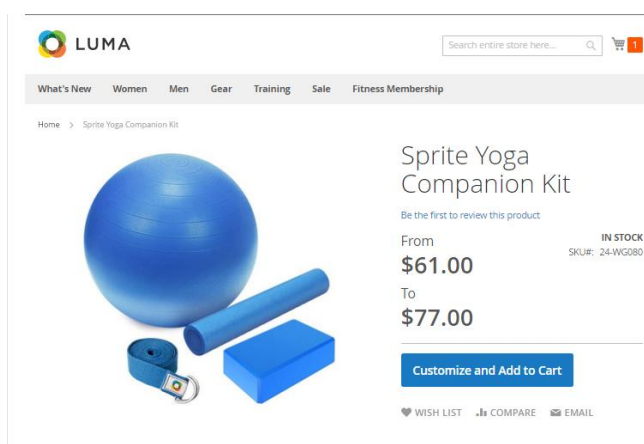 LUMA
Search entire store here...
1
What's New Women Men Gear Training Sale Fitness Membership
Home > Sprite Yoga Companion Kit
Sprite Yoga
Companion Kit
Be the first to review this product
From
$61.00
IN STOCK
SKU#: 24-WG080
To
$77.00
Customize and Add to Cart
WISH LIST COMPARE EMAIL